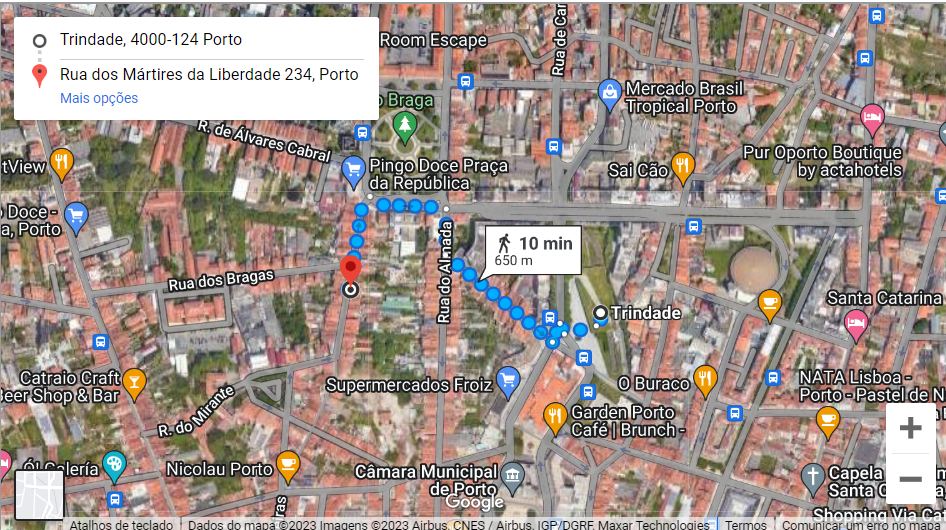 Trindade, 4000-124 Porto
Rua dos Mártires da Liberdade 234, Porto
Mais opções
Room Escape
Rua de Car
o Braga
Mercado Brasil
Tropical Porto
R. de Álvares Cabral
tView
Pingo Doce Praça
da República
Sai Cão
Pur Oporto Boutique
by actahotels
Doce -
a, Porto
Rua do Almada
10 min
650 m
Rua dos Bragas
Trindade
Santa Catarina
Catraio Craft
Beer Shop & Bar
Supermercados Froiz
O Buraco
NATA Lisboa -
Porto - Pastel de N
R. do Mirante
Garden Porto
Café | Brunch -
Ó! Galería
Nicolau Porto
Câmara Municipal
de Porto
Capela
Santa C
ras
Google
Shopping Via Ca
Atalhos de teclado
Dados do mapa ©2023 Imagens ©2023 Airbus, CNES / Airbus, IGP/DGRF, Maxar Technologies
Termos
Comunicar um erro no mapa